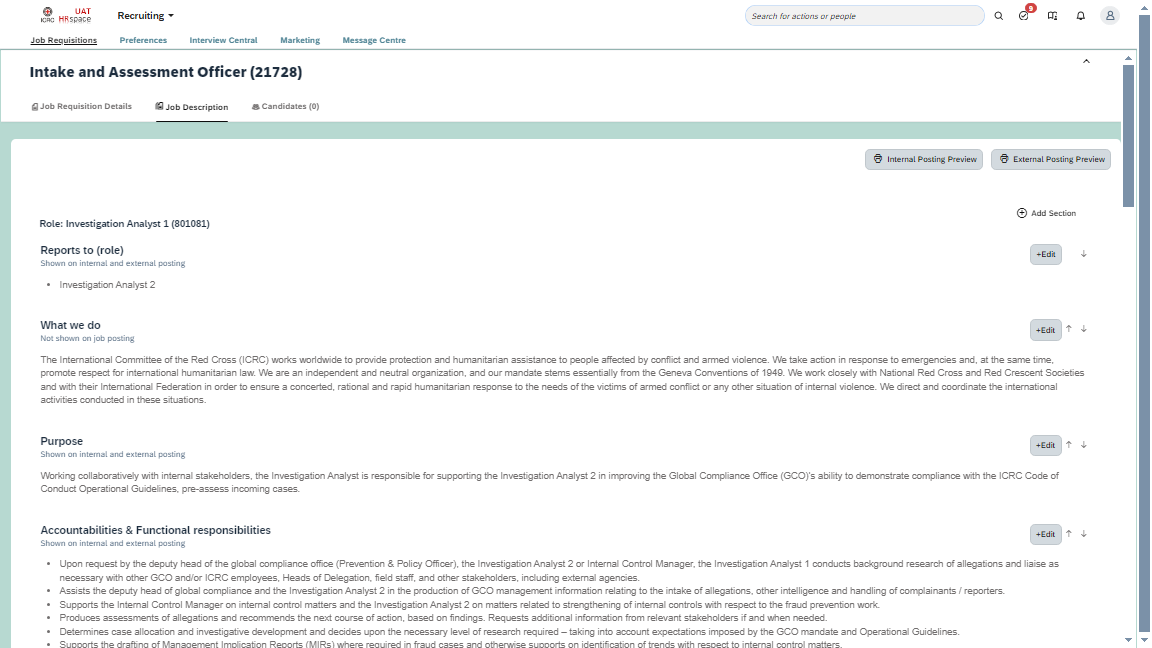 ICRC
UAT
HRspace
Recruiting
Search for actions or people
9
Job Requisitions
Preferences
Interview Central
Marketing
Message Centre
Intake and Assessment Officer (21728)
Job Requisition Details
Job Description
Candidates (0)
Internal Posting Preview
External Posting Preview
Add Section
Role: Investigation Analyst 1 (801081)
Reports to (role)
Shown on internal and external posting
+Edit
• Investigation Analyst 2
What we do
Not shown on job posting
+Edit
The International Committee of the Red Cross (ICRC) works worldwide to provide protection and humanitarian assistance to people affected by conflict and armed violence. We take action in response to emergencies and, at the same time,
promote respect for international humanitarian law. We are an independent and neutral organization, and our mandate stems essentially from the Geneva Conventions of 1949. We work closely with National Red Cross and Red Crescent Societies
and with their International Federation in order to ensure a concerted, rational and rapid humanitarian response to the needs of the victims of armed conflict or any other situation of internal violence. We direct and coordinate the international
activities conducted in these situations.
Purpose
Shown on internal and external posting
+Edit
Working collaboratively with internal stakeholders, the Investigation Analyst is responsible for supporting the Investigation Analyst 2 in improving the Global Compliance Office (GCO)'s ability to demonstrate compliance with the ICRC Code of
Conduct Operational Guidelines, pre-assess incoming cases.
Accountabilities & Functional responsibilities
Shown on internal and external posting
+Edit
• Upon request by the deputy head of the global compliance office (Prevention & Policy Officer), the Investigation Analyst 2 or Internal Control Manager, the Investigation Analyst 1 conducts background research of allegations and liaise as
necessary with other GCO and/or ICRC employees, Heads of Delegation, field staff, and other stakeholders, including external agencies.
• Assists the deputy head of global compliance and the Investigation Analyst 2 in the production of GCO management information relating to the intake of allegations, other intelligence and handling of complainants / reporters.
• Supports the Internal Control Manager on internal control matters and the Investigation Analyst 2 on matters related to strengthening of internal controls with respect to the fraud prevention work.
• Produces assessments of allegations and recommends the next course of action, based on findings. Requests additional information from relevant stakeholders if and when needed.
• Determines case allocation and investigative development and decides upon the necessary level of research required – taking into account expectations imposed by the GCO mandate and Operational Guidelines.
• Supports the drafting of Management Implication Reports (MIRs) where required in fraud cases and otherwise supports on identification of trends with respect to internal control matters.